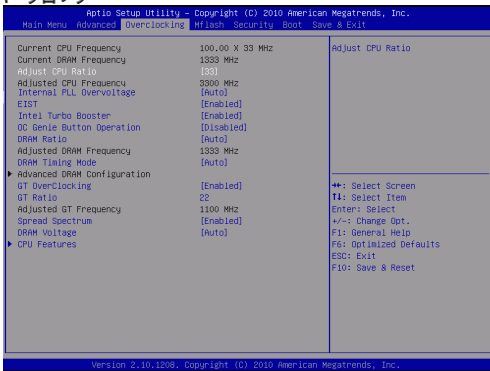 Aptio Setup Utility – Copyright (C) 2010 American Megatrends, Inc.
Main Menu Advanced Overclocking Mflash Security Boot Save & Exit
Current CPU Frequency 100.00 X 33 MHz
Current DRAM Frequency 1333 MHz
Adjust CPU Ratio [33]
Adjusted CPU Frequency 3300 MHz
Internal PLL Overvoltage [Auto]
EIST [Enabled]
Intel Turbo Booster [Enabled]
OC Genie Button Operation [Disabled]
DRAM Ratio [Auto]
Adjusted DRAM Frequency 1333 MHz
DRAM Timing Mode [Auto]
Advanced DRAM Configuration
GT OverClocking [Enabled]
GT Ratio 22
Adjusted GT Frequency 1100 MHz
Spread Spectrum [Enabled]
DRAM Voltage [Auto]
CPU Features
Adjust CPU Ratio
→←: Select Screen
↑↓: Select Item
Enter: Select
+/-: Change Opt.
F1: General Help
F6: Optimized Defaults
ESC: Exit
F10: Save & Reset
Version 2.10.1208. Copyright (C) 2010 American Megatrends, Inc.